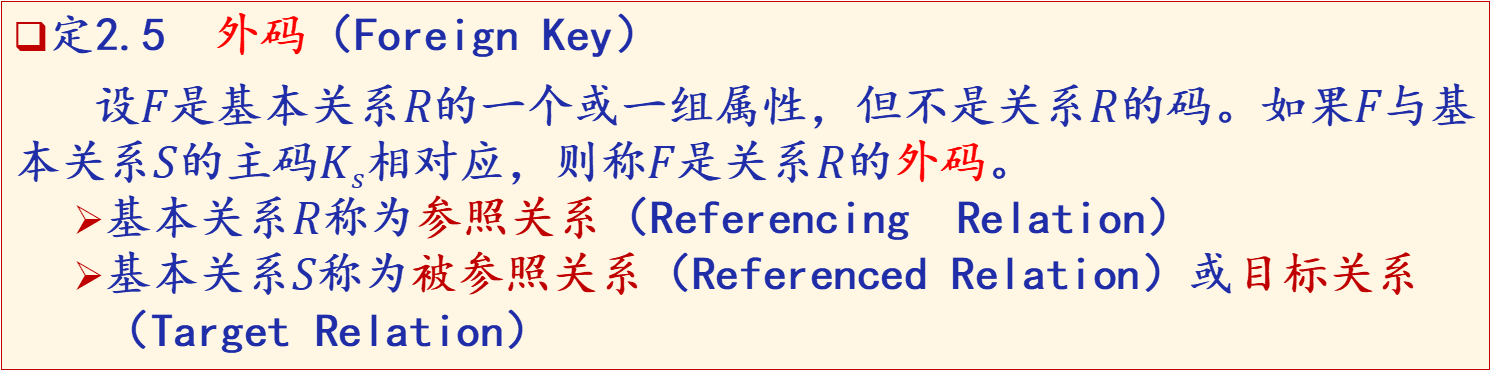 ❑定2.5 外码（Foreign Key）
设F是基本关系R的一个或一组属性，但不是关系R的码。如果F与基
本关系S的主码Kₛ相对应，则称F是关系R的外码。
➢基本关系R称为参照关系（Referencing Relation）
➢基本关系S称为被参照关系（Referenced Relation）或目标关系
（Target Relation）